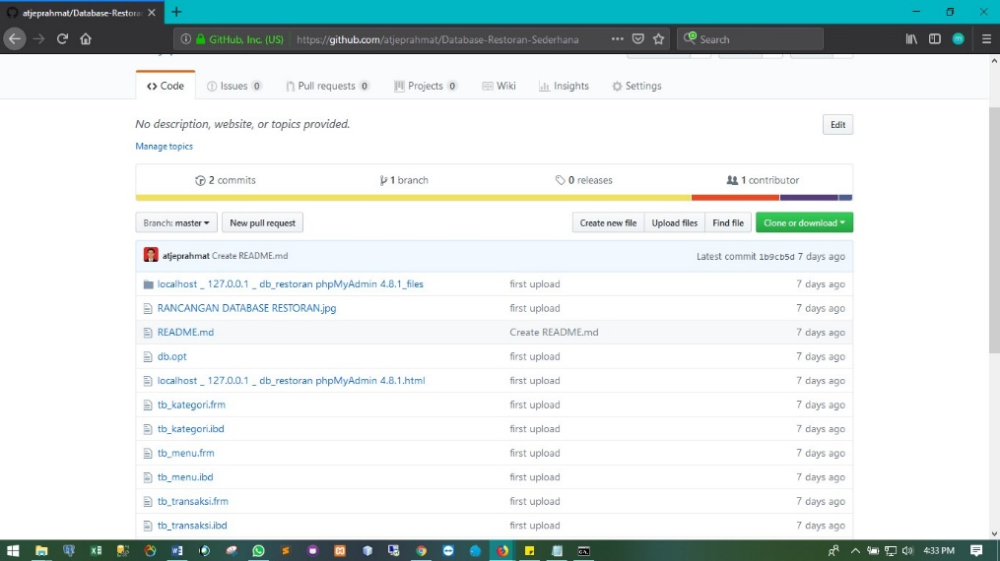 atjeprahmat/Database-Restora
GitHub, Inc. (US)
https://github.com/atjeprahmat/Database-Restoran-Sederhana
Search
Code
Issues 0
Pull requests 0
Projects 0
Wiki
Insights
Settings
No description, website, or topics provided.
Edit
Manage topics
2 commits
1 branch
0 releases
1 contributor
Branch: master
New pull request
Create new file
Upload files
Find file
Clone or download
atjeprahmat Create README.md
Latest commit 1b9cb5d 7 days ago
localhost _ 127.0.0.1 _ db_restoran phpMyAdmin 4.8.1_files first upload 7 days ago
RANCANGAN DATABASE RESTORAN.jpg first upload 7 days ago
README.md Create README.md 7 days ago
db.opt first upload 7 days ago
localhost _ 127.0.0.1 _ db_restoran phpMyAdmin 4.8.1.html first upload 7 days ago
tb_kategori.frm first upload 7 days ago
tb_kategori.ibd first upload 7 days ago
tb_menu.frm first upload 7 days ago
tb_menu.ibd first upload 7 days ago
tb_transaksi.frm first upload 7 days ago
tb_transaksi.ibd first upload 7 days ago
4:33 PM